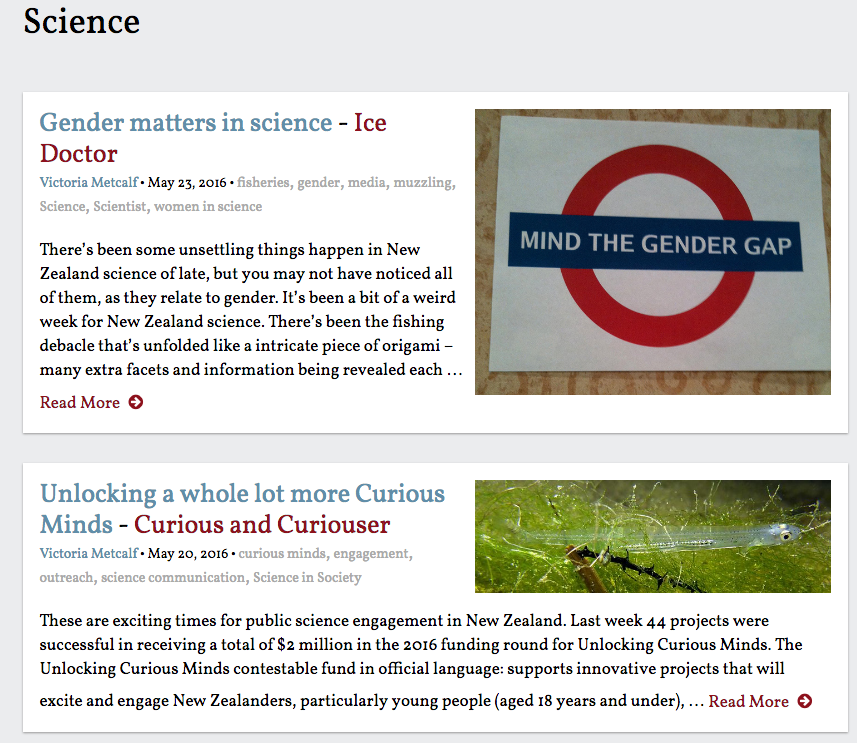 Science
Gender matters in science - Ice
Doctor
Victoria Metcalf • May 23, 2016 • fisheries, gender, media, muzzling,
Science, Scientist, women in science
There's been some unsettling things happen in New
Zealand science of late, but you may not have noticed all
of them, as they relate to gender. It's been a bit of a weird
week for New Zealand science. There's been the fishing
debacle that's unfolded like a intricate piece of origami –
many extra facets and information being revealed each …
Read More
MIND THE GENDER GAP
Unlocking a whole lot more Curious
Minds - Curious and Curiouser
Victoria Metcalf • May 20, 2016 • curious minds, engagement,
outreach, science communication, Science in Society
These are exciting times for public science engagement in New Zealand. Last week 44 projects were
successful in receiving a total of $2 million in the 2016 funding round for Unlocking Curious Minds. The
Unlocking Curious Minds contestable fund in official language: supports innovative projects that will
excite and engage New Zealanders, particularly young people (aged 18 years and under), … Read More